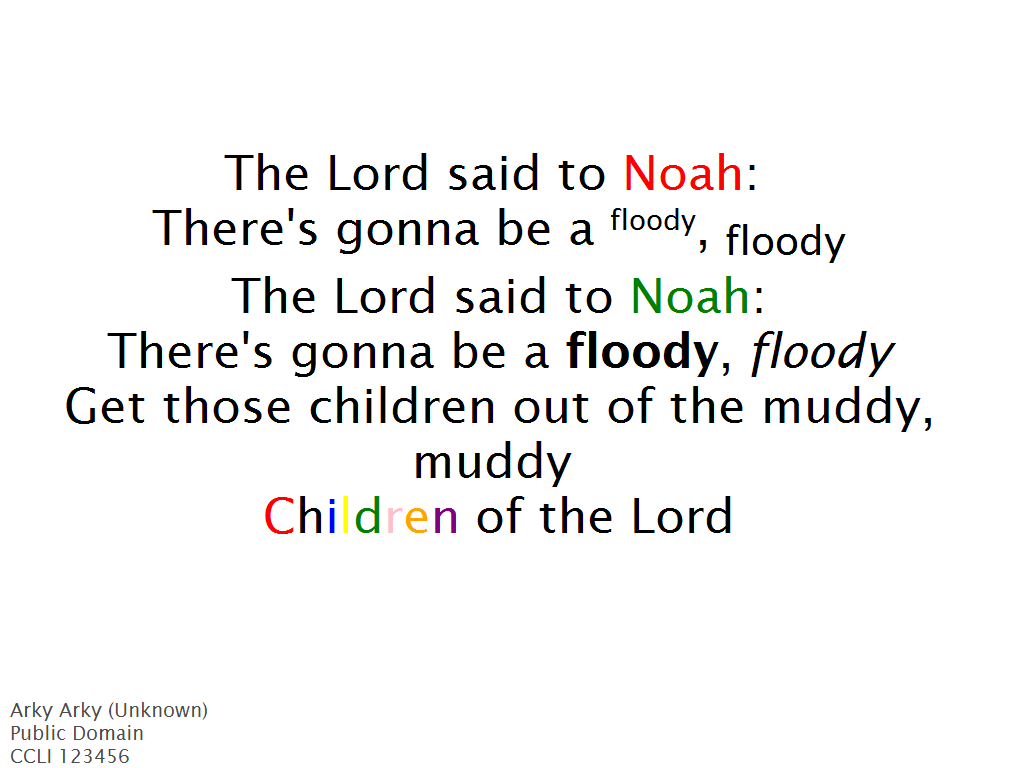 The Lord said to Noah:
There's gonna be a floody, floody
The Lord said to Noah:
There's gonna be a floody, floody
Get those children out of the muddy,
muddy
Children of the Lord
Arky Arky (Unknown)
Public Domain
CCLI 123456